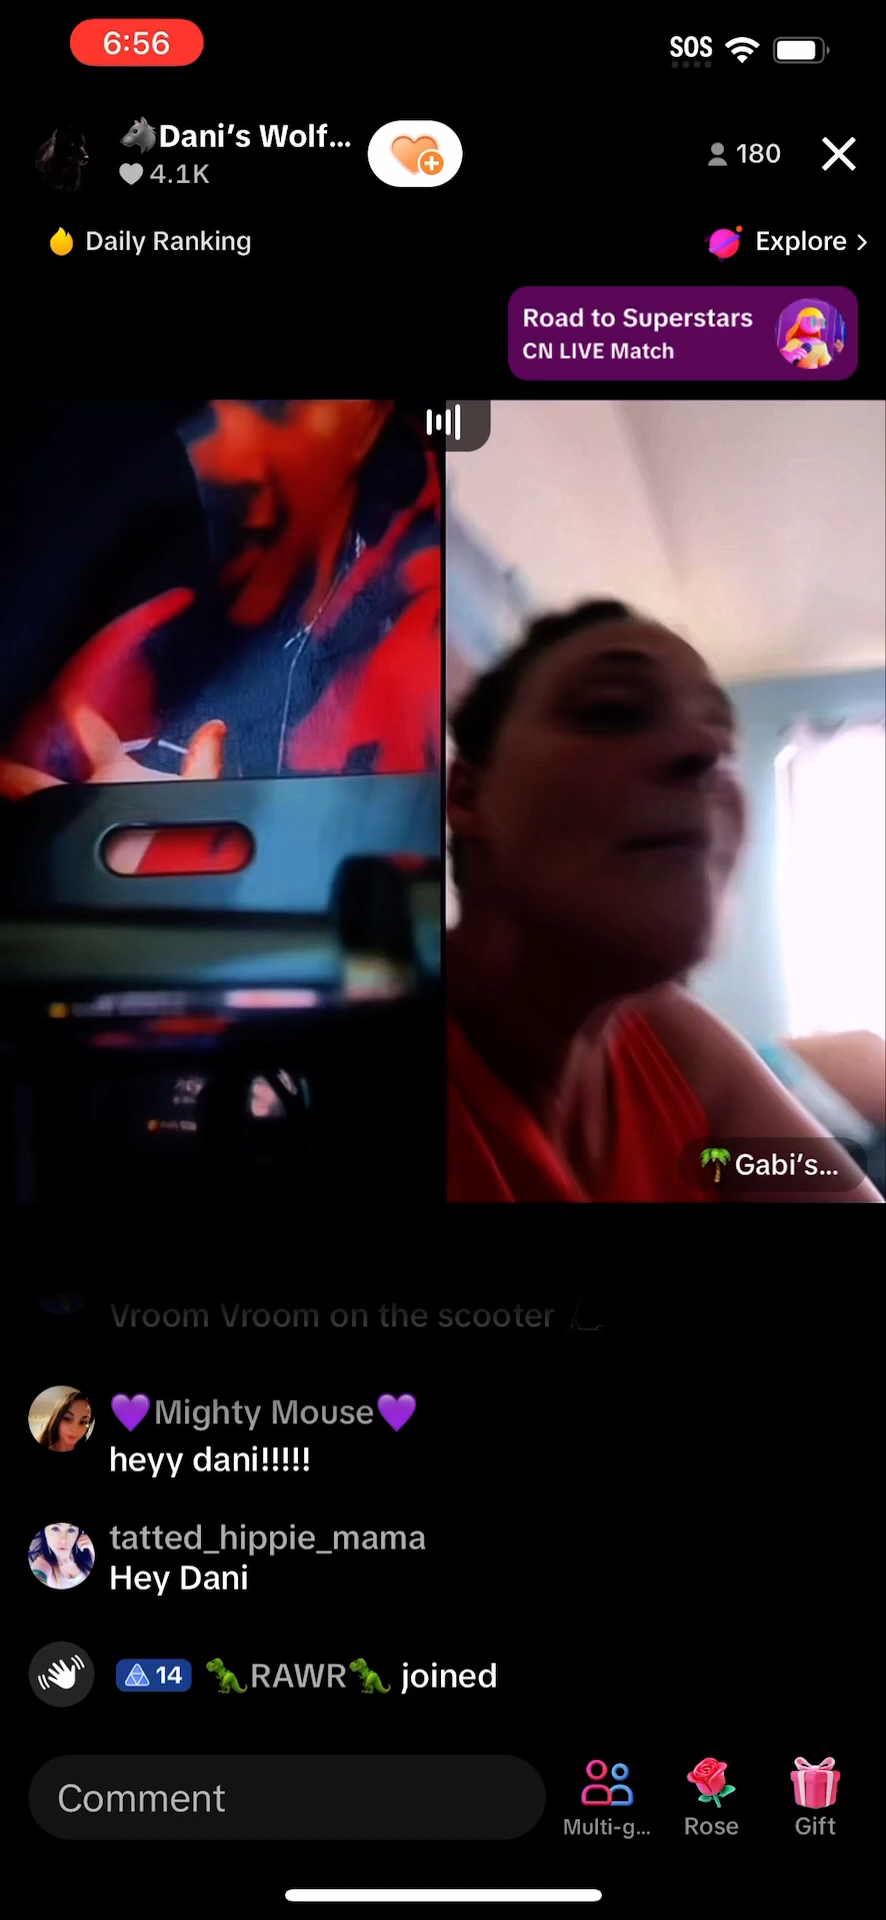 6:56
SOS
🐺Dani's Wolf...
4.1K
180
Daily Ranking
Explore >
Road to Superstars
CN LIVE Match
🌴Gabi's...
Vroom Vroom on the scooter 🛴
💜Mighty Mouse💜
heyy dani!!!!!
tatted_hippie_mama
Hey Dani
14 🦖RAWR🦖 joined
Comment
Multi-g...
Rose
Gift